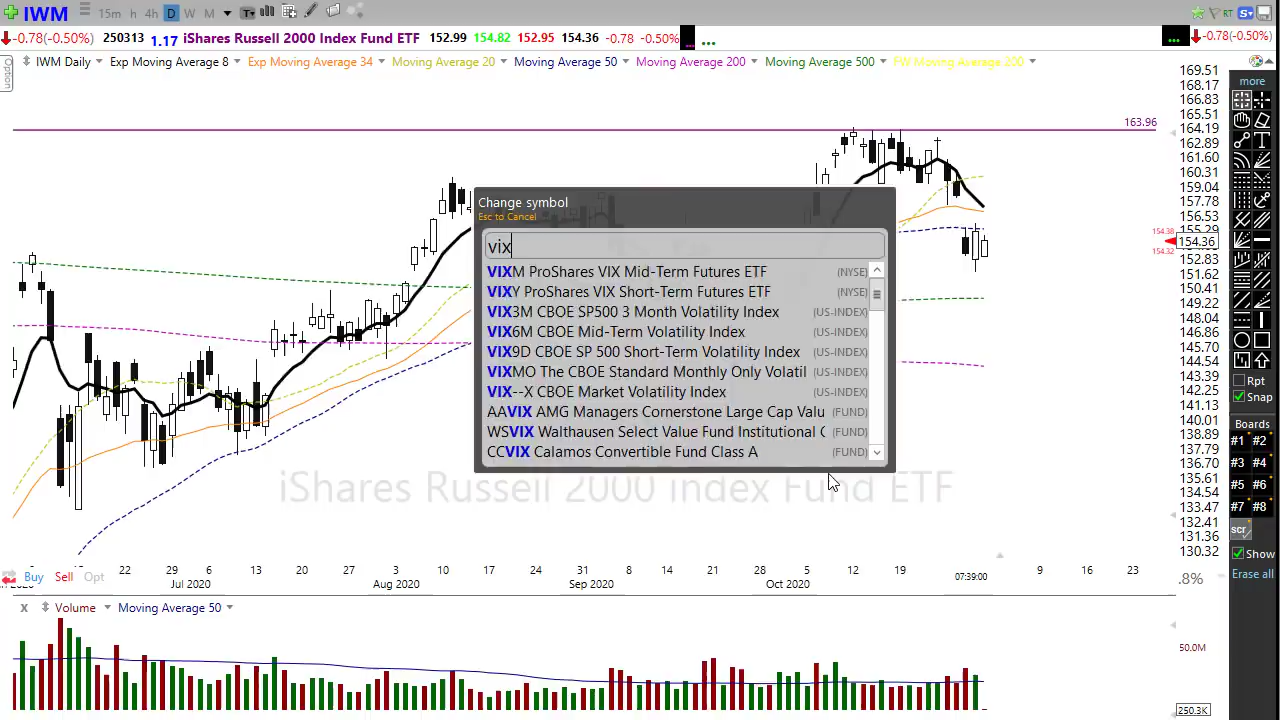 IWM 15m h 4h D W M T RT S
-0.78(-0.50%) 250313 1.17 iShares Russell 2000 Index Fund ETF 152.99 154.82 152.95 154.36 -0.78 -0.50% ... ... ... -0.78(-0.50%)
Option
IWM Daily Exp Moving Average 8 Exp Moving Average 34 Moving Average 20 Moving Average 50 Moving Average 200 Moving Average 500 FW Moving Average 200
more
169.51
168.17
166.83
165.51
163.96
164.19
162.89
161.60
160.31
159.04
157.78
156.53
155.29
154.38
154.36
154.32
152.83
151.62
150.41
149.22
148.04
146.86
145.70
144.54
143.39
142.25
141.13
140.01
138.89
137.79
136.70
135.61
134.54
133.47
132.41
131.36
130.32
Change symbol
Esc to Cancel
vix
VIXM ProShares VIX Mid-Term Futures ETF (NYSE)
VIXY ProShares VIX Short-Term Futures ETF (NYSE)
VIX3M CBOE SP500 3 Month Volatility Index (US-INDEX)
VIX6M CBOE Mid-Term Volatility Index (US-INDEX)
VIX9D CBOE SP 500 Short-Term Volatility Index (US-INDEX)
VIXMO The CBOE Standard Monthly Only Volatil (US-INDEX)
VIX--X CBOE Market Volatility Index (US-INDEX)
AAVIX AMG Managers Cornerstone Large Cap Valu (FUND)
WSVIX Walthausen Select Value Fund Institutional C (FUND)
CCVIX Calamos Convertible Fund Class A (FUND)
iShares Russell 2000 Index Fund ETF
Rpt
Snap
Boards
#1 #2
#3 #4
#5 #6
#7 #8
scr
Show
Erase all
22 29 6 13 20 27 3 10 17 24 31 8 14 21 28 5 12 19 07:39:00 9 16 23
Buy Sell Opt
2020 Jul 2020 Aug 2020 Sep 2020 Oct 2020
.8%
X Volume Moving Average 50
50.0M
250.3K